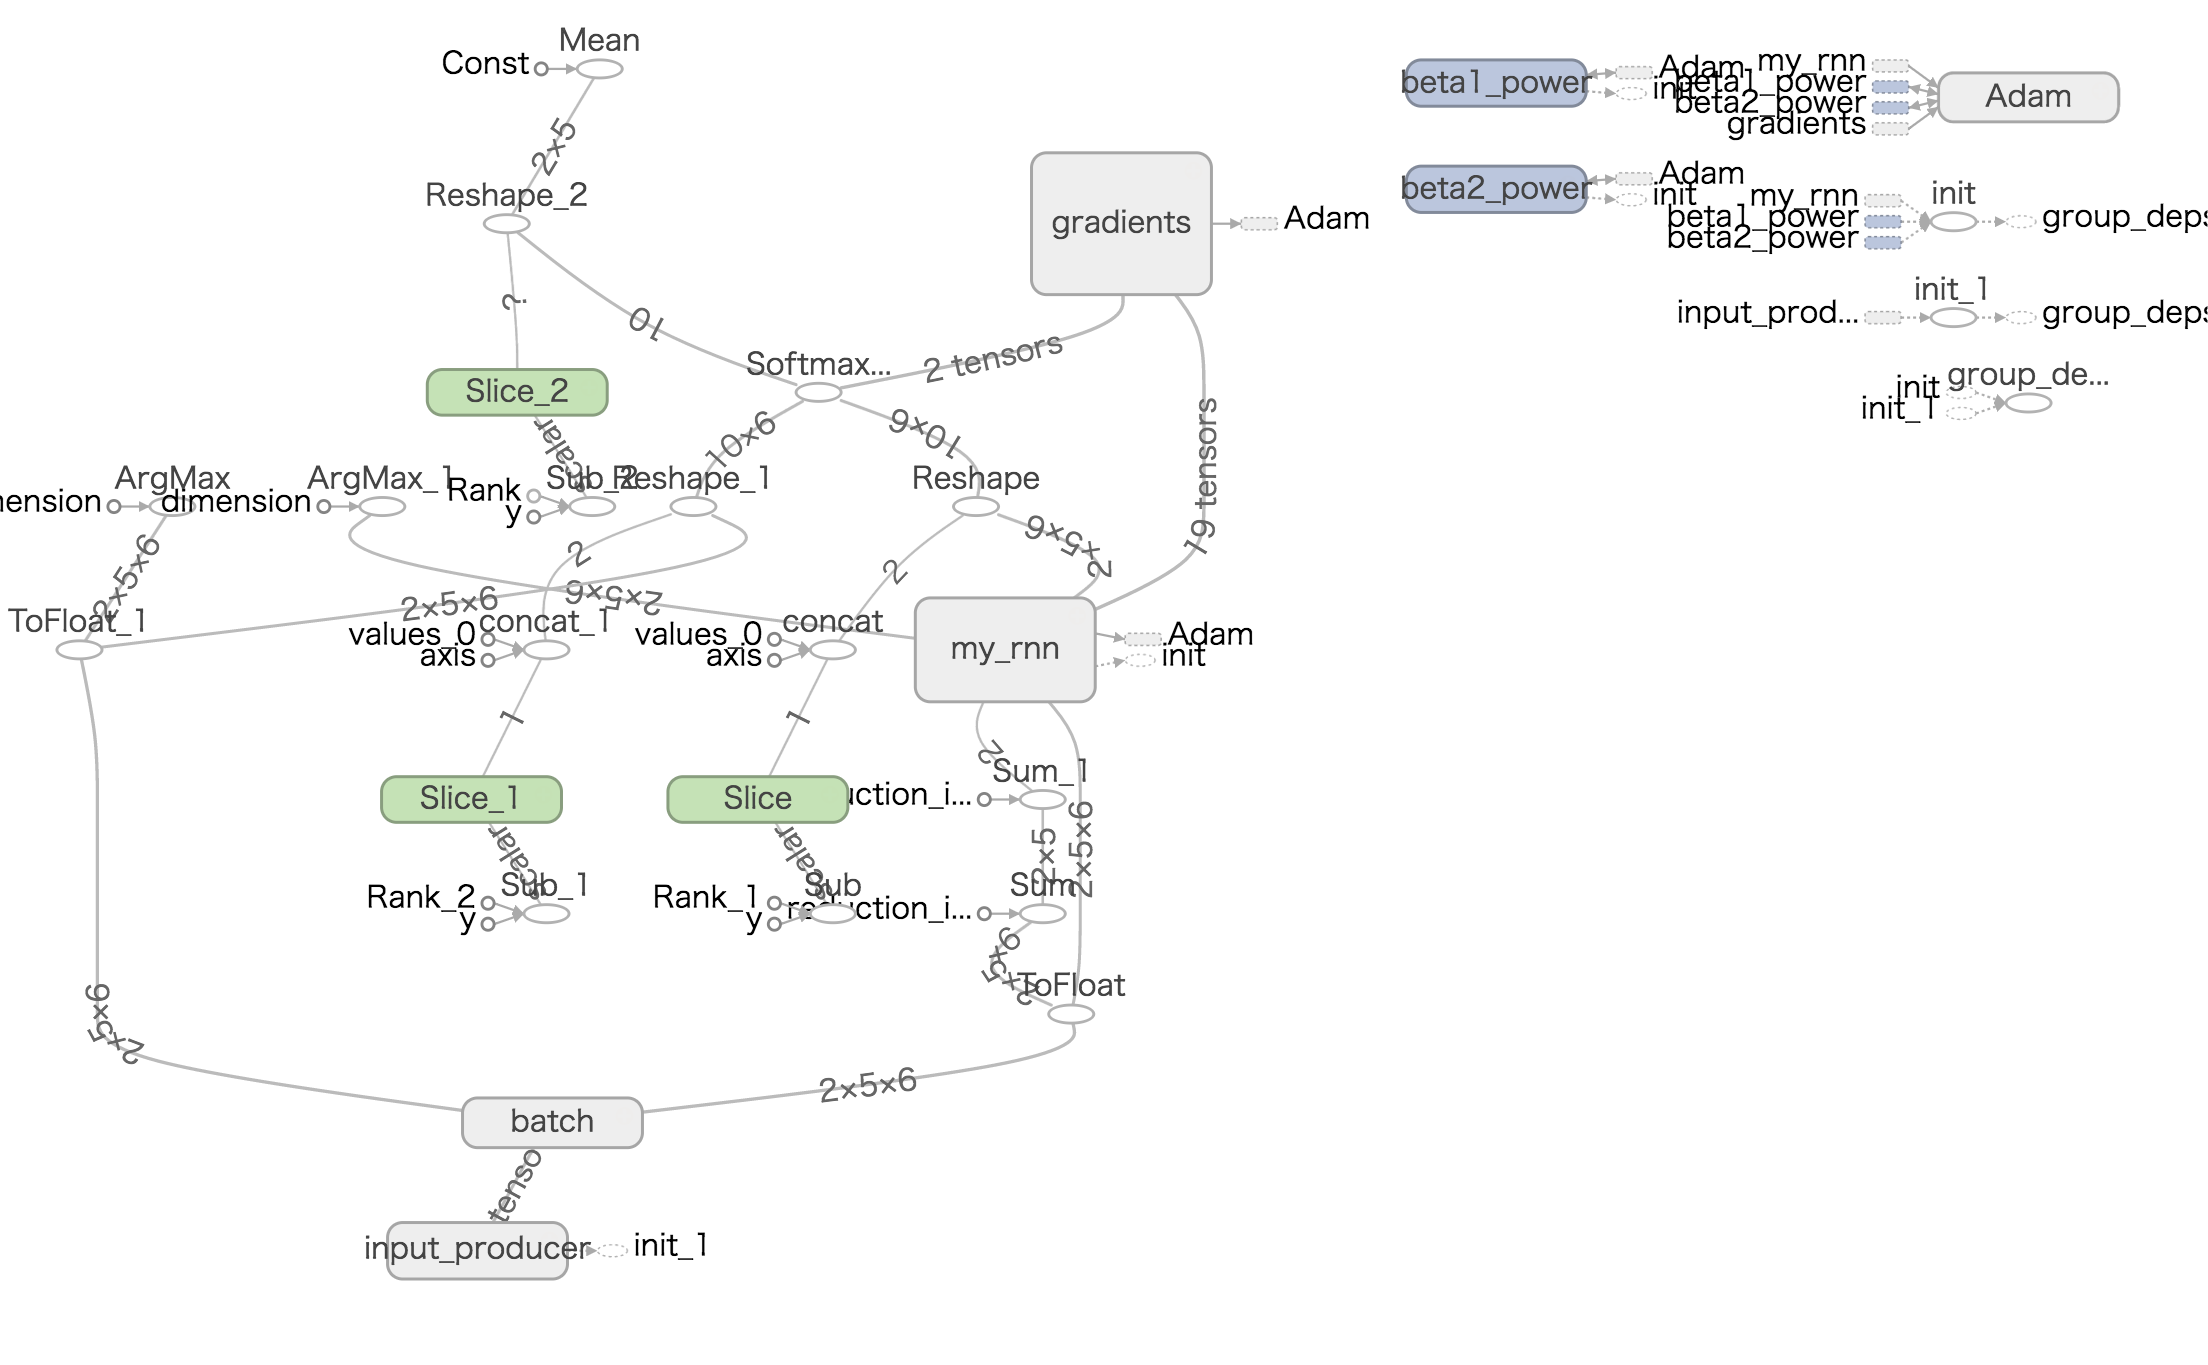 Mean
Const
2×5
Reshape_2
?
10
Slice_2
scalar
Softmax...
2 tensors
gradients
Adam
19 tensors
10×6
10×6
ArgMax
mension
ArgMax_1
dimension
Rank
y
Sub_2
Reshape_1
Reshape
2×5×6
2
2
2×5×6
2×5×6
2×5×6
ToFloat_1
values_0
axis
concat_1
values_0
axis
concat
my_rnn
Adam
init
1
1
2
Slice_1
Slice
uction_i...
Sum_1
scalar
scalar
2×5
2×5×6
Rank_2
y
Sub_1
Rank_1
y
Sub
reduction_i...
Sum
2×5×6
ToFloat
2×5×6
2×5×6
batch
tenso
input_producer
init_1
beta1_power
Adam
init
my_rnn
beta1_power
beta2_power
gradients
Adam
beta2_power
Adam
init
my_rnn
beta1_power
beta2_power
init
group_deps
input_prod...
init_1
group_deps
group_de...
init
init_1